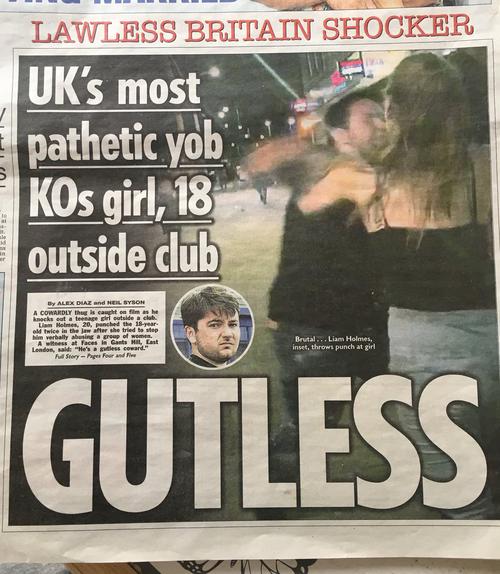 LAWLESS BRITAIN SHOCKER
UK's most
pathetic yob
KOs girl, 18
outside club
By ALEX DIAZ and NEIL SYSON
A COWARDLY thug is caught on film as he
knocks out a teenage girl outside a club.
Liam Holmes, 20, punched the 18-year-
old twice in the jaw after she tried to stop
him verbally abusing a group of women.
A witness at Faces in Gants Hill, East
London, said: "He's a gutless coward."
Full Story — Pages Four and Five
Brutal . . . Liam Holmes,
inset, throws punch at girl
GUTLESS